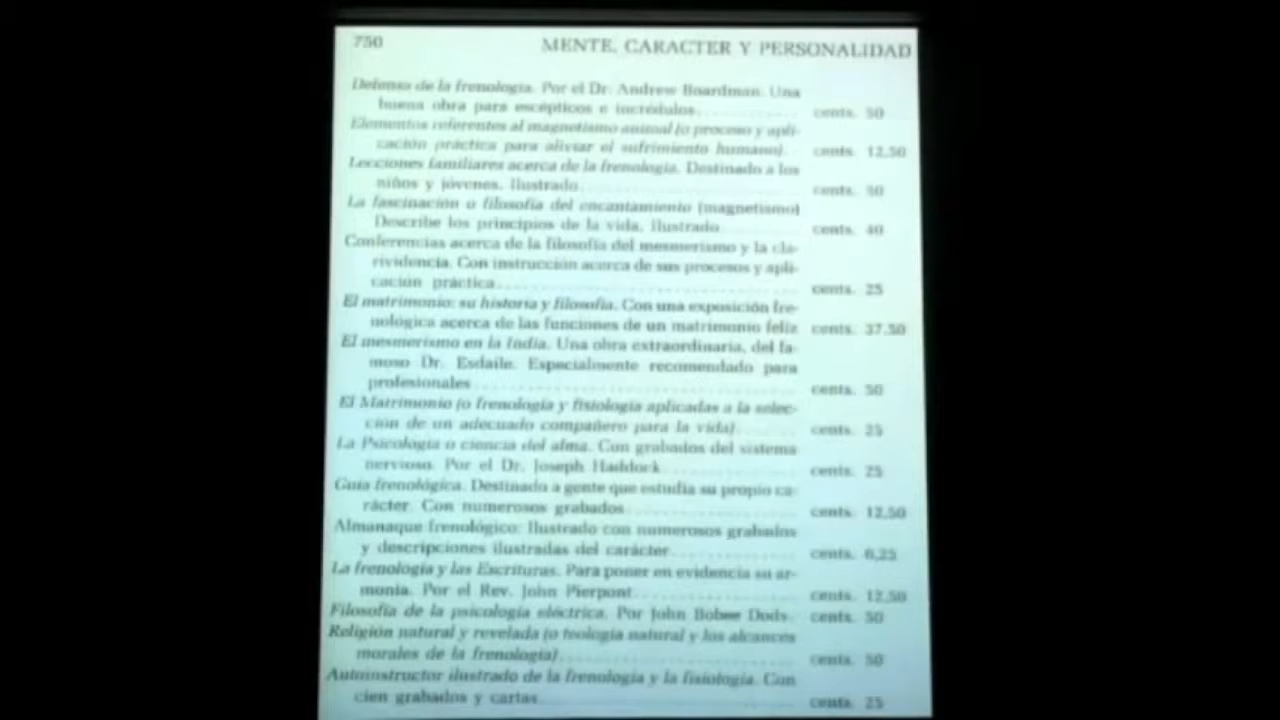 750 MENTE, CARACTER Y PERSONALIDAD
Defensa de la frenología. Por el Dr. Andrew Boardman. Una
buena obra para escépticos e incrédulos cents. 50
Elementos referentes al magnetismo animal (o proceso y apli-
cación práctica para aliviar el sufrimiento humano). cents. 12,50
Lecciones familiares acerca de la frenología. Destinado a los
niños y jóvenes. Ilustrado cents. 50
La fascinación o filosofía del encantamiento (magnetismo)
Describe los principios de la vida. Ilustrado cents. 40
Conferencias acerca de la filosofía del mesmerismo y la cla-
rividencia. Con instrucción acerca de sus procesos y apli-
cación práctica cents. 25
El matrimonio: su historia y filosofía. Con una exposición fre-
nológica acerca de las funciones de un matrimonio feliz cents. 37,50
El mesmerismo en la India. Una obra extraordinaria, del fa-
moso Dr. Esdaile. Especialmente recomendado para
profesionales cents. 50
El Matrimonio (o frenología y fisiología aplicadas a la selec-
ción de un adecuado compañero para la vida) cents. 25
La Psicología o ciencia del alma. Con grabados del sistema
nervioso. Por el Dr. Joseph Haddock cents. 25
Guía frenológica. Destinado a gente que estudia su propio ca-
rácter. Con numerosos grabados cents. 12,50
Almanaque frenológico: Ilustrado con numerosos grabados
y descripciones ilustradas del carácter cents. 6,25
La frenología y las Escrituras. Para poner en evidencia su ar-
monía. Por el Rev. John Pierpont cents. 12,50
Filosofía de la psicología eléctrica. Por John Bobee Dods. cents. 50
Religión natural y revelada (o teología natural y los alcances
morales de la frenología) cents. 50
Autoinstructor ilustrado de la frenología y la fisiología. Con
cien grabados y cartas cents. 25